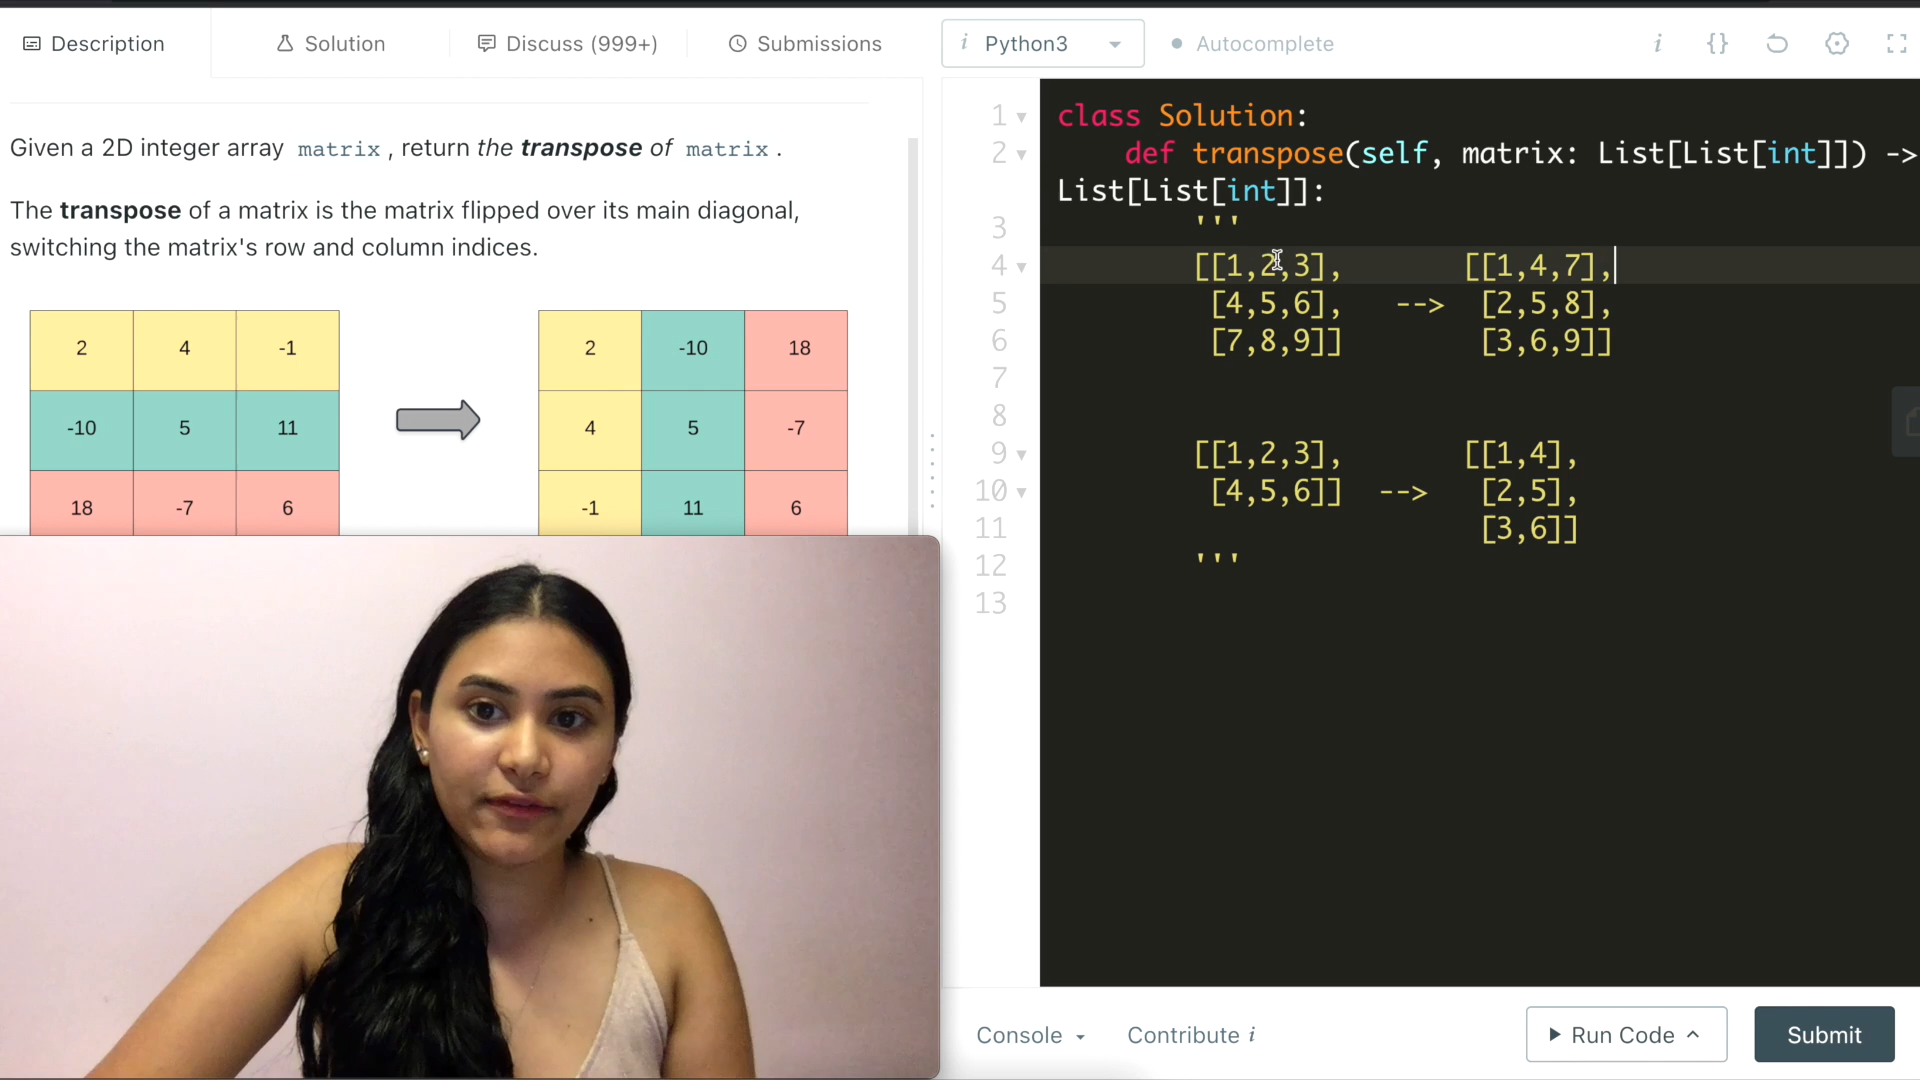 Description Solution Discuss (999+) Submissions
i Python3 Autocomplete i {}
Given a 2D integer array matrix , return the transpose of matrix .
The transpose of a matrix is the matrix flipped over its main diagonal,
switching the matrix's row and column indices.
2 4 -1
-10 5 11
18 -7 6
2 -10 18
4 5 -7
-1 11 6
1 class Solution:
2 def transpose(self, matrix: List[List[int]]) ->
List[List[int]]:
3 '''
4 [[1,2,3], [[1,4,7],
5 [4,5,6], --> [2,5,8],
6 [7,8,9]] [3,6,9]]
7
8
9 [[1,2,3], [[1,4],
10 [4,5,6]] --> [2,5],
11 [3,6]]
12 '''
13
Console Contribute i
Run Code Submit